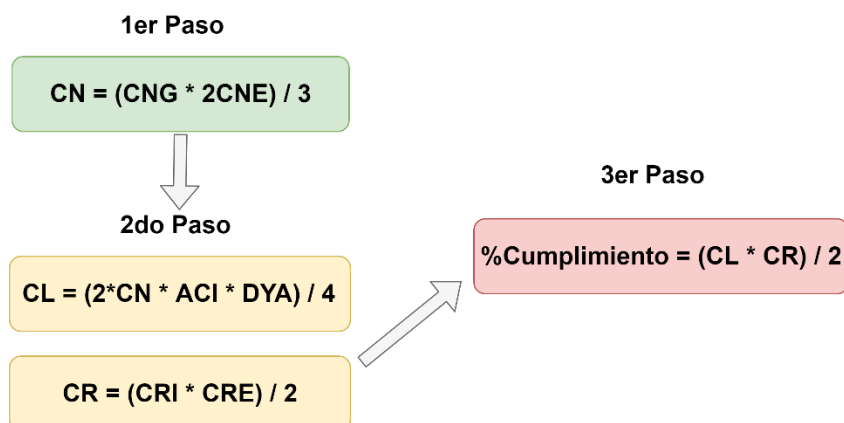 1er Paso
CN = (CNG * 2CNE) / 3
2do Paso
CL = (2*CN * ACI * DYA) / 4
CR = (CRI * CRE) / 2
3er Paso
%Cumplimiento = (CL * CR) / 2